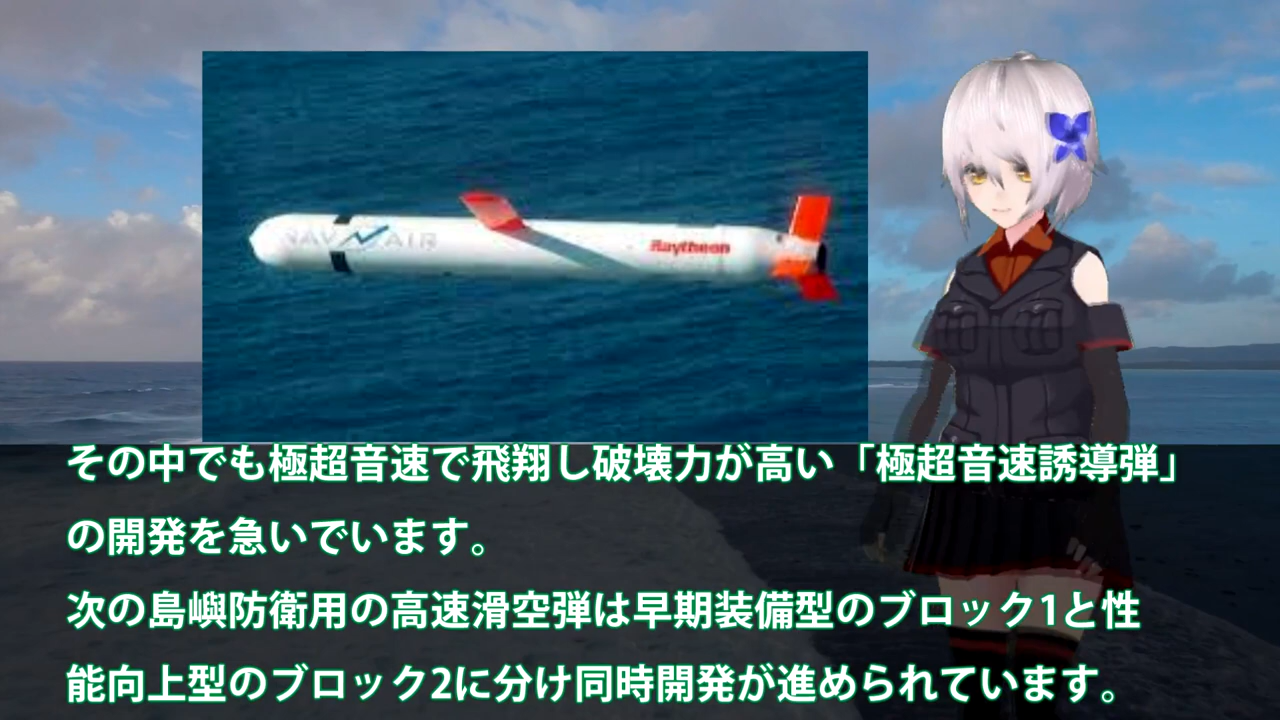 NAV AIR
Raytheon
その中でも極超音速で飛翔し破壊力が高い「極超音速誘導弾」
の開発を急いでいます。
次の島嶼防衛用の高速滑空弾は早期装備型のブロック1と性
能向上型のブロック2に分け同時開発が進められています。